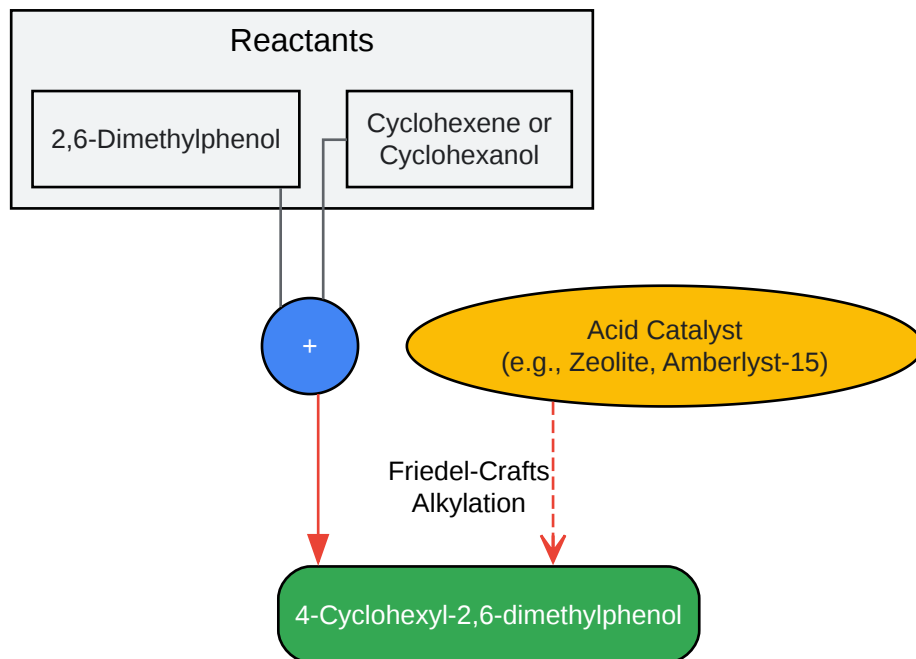 Reactants
2,6-Dimethylphenol
Cyclohexene or
Cyclohexanol
+
Acid Catalyst
(e.g., Zeolite, Amberlyst-15)
Friedel-Crafts
Alkylation
4-Cyclohexyl-2,6-dimethylphenol